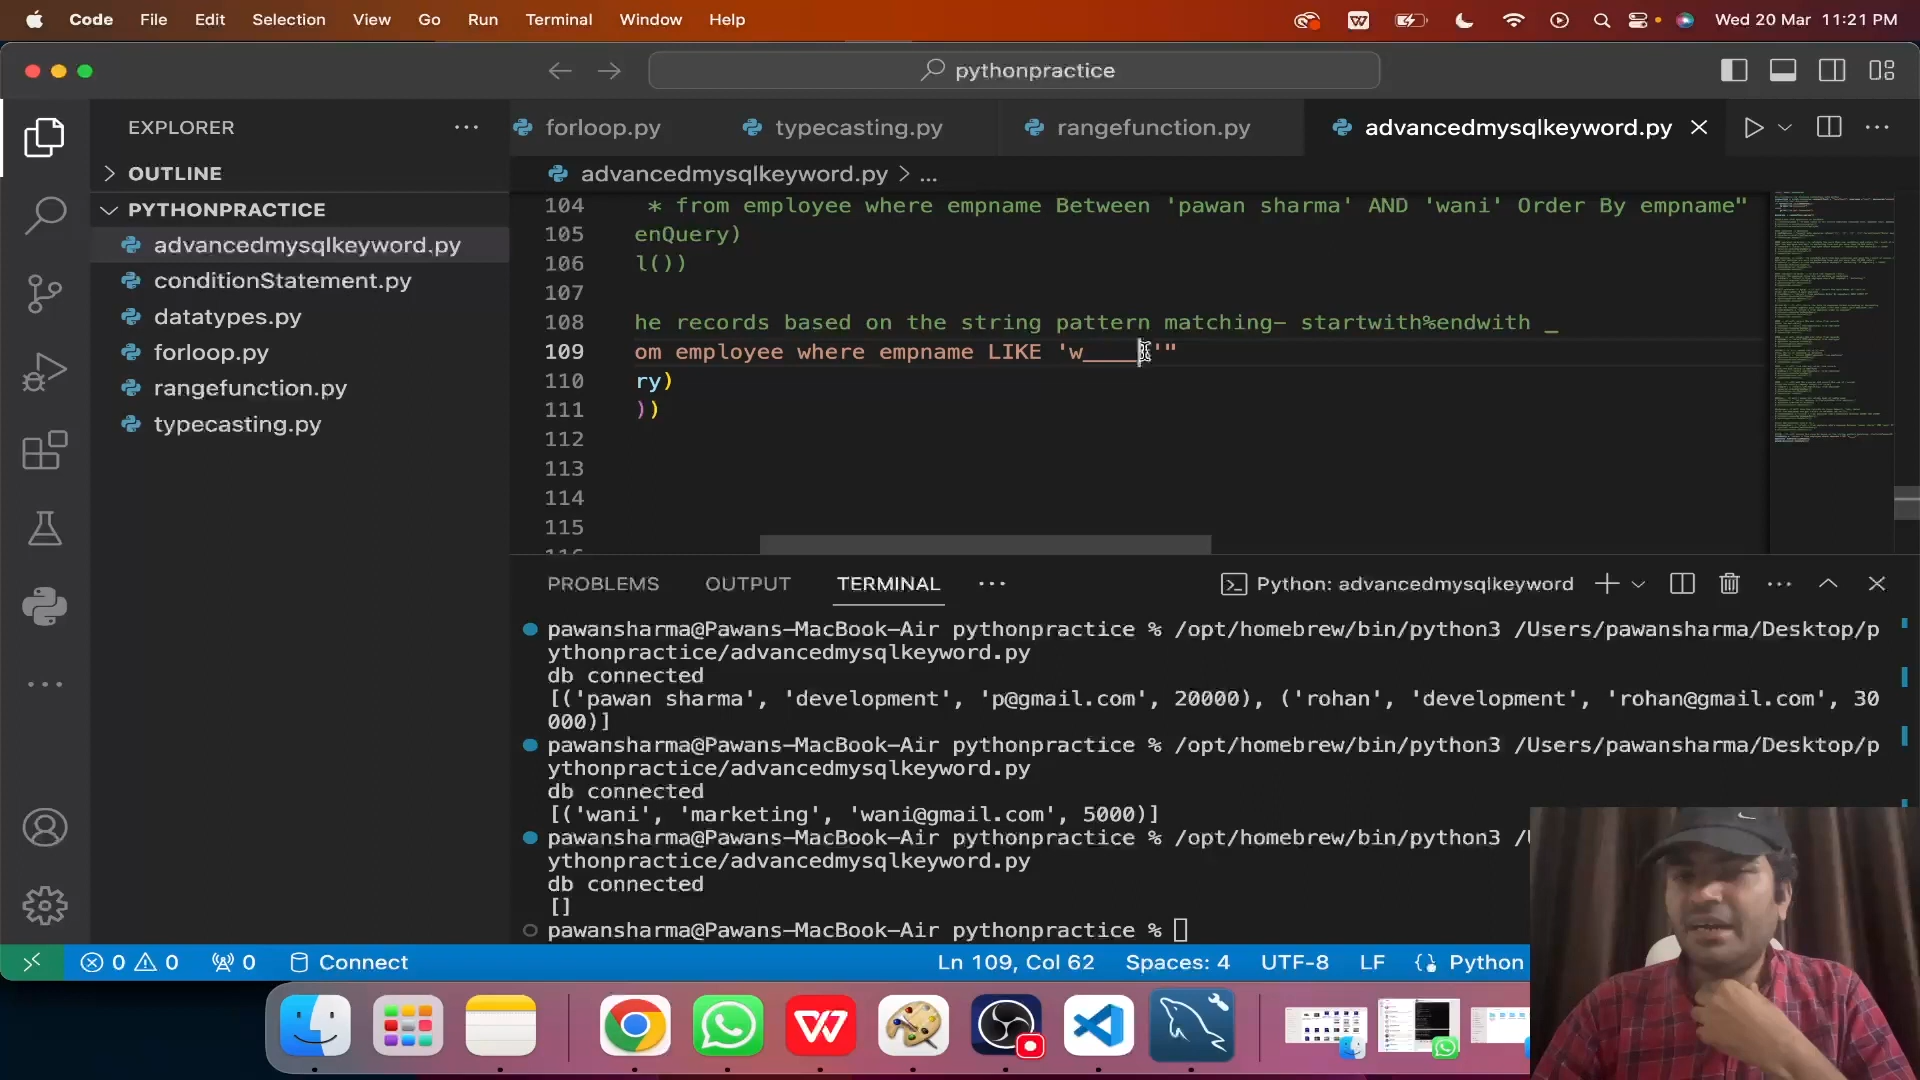 Code File Edit Selection View Go Run Terminal Window Help Wed 20 Mar 11:21 PM
pythonpractice
EXPLORER
forloop.py typecasting.py rangefunction.py advancedmysqlkeyword.py
OUTLINE
advancedmysqlkeyword.py > ...
PYTHONPRACTICE
advancedmysqlkeyword.py
conditionStatement.py
datatypes.py
forloop.py
rangefunction.py
typecasting.py
104 * from employee where empname Between 'pawan sharma' AND 'wani' Order By empname"
105 enQuery)
106 l())
107
108 he records based on the string pattern matching- startwith%endwith _
109 om employee where empname LIKE 'w____
110 ry)
111 ))
112
113
114
115
PROBLEMS OUTPUT TERMINAL ... Python: advancedmysqlkeyword
pawansharma@Pawans-MacBook-Air pythonpractice % /opt/homebrew/bin/python3 /Users/pawansharma/Desktop/p
ythonpractice/advancedmysqlkeyword.py
db connected
[('pawan sharma', 'development', 'p@gmail.com', 20000), ('rohan', 'development', 'rohan@gmail.com', 30
000)]
pawansharma@Pawans-MacBook-Air pythonpractice % /opt/homebrew/bin/python3 /Users/pawansharma/Desktop/p
ythonpractice/advancedmysqlkeyword.py
db connected
[('wani', 'marketing', 'wani@gmail.com', 5000)]
pawansharma@Pawans-MacBook-Air pythonpractice % /opt/homebrew/bin/python3 /U
ythonpractice/advancedmysqlkeyword.py
db connected
[]
pawansharma@Pawans-MacBook-Air pythonpractice %
0 0 0 Connect Ln 109, Col 62 Spaces: 4 UTF-8 LF Python